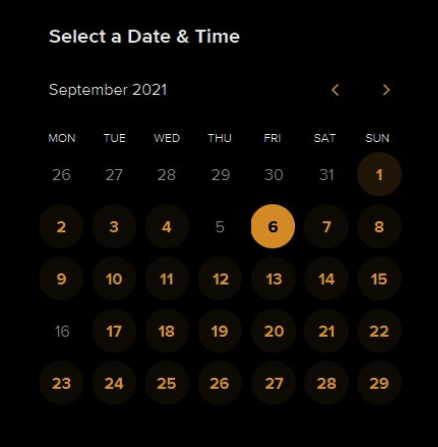 Select a Date & Time
September 2021
MON TUE WED THU FRI SAT SUN
26 27 28 29 30 31 1
2 3 4 5 6 7 8
9 10 11 12 13 14 15
16 17 18 19 20 21 22
23 24 25 26 27 28 29